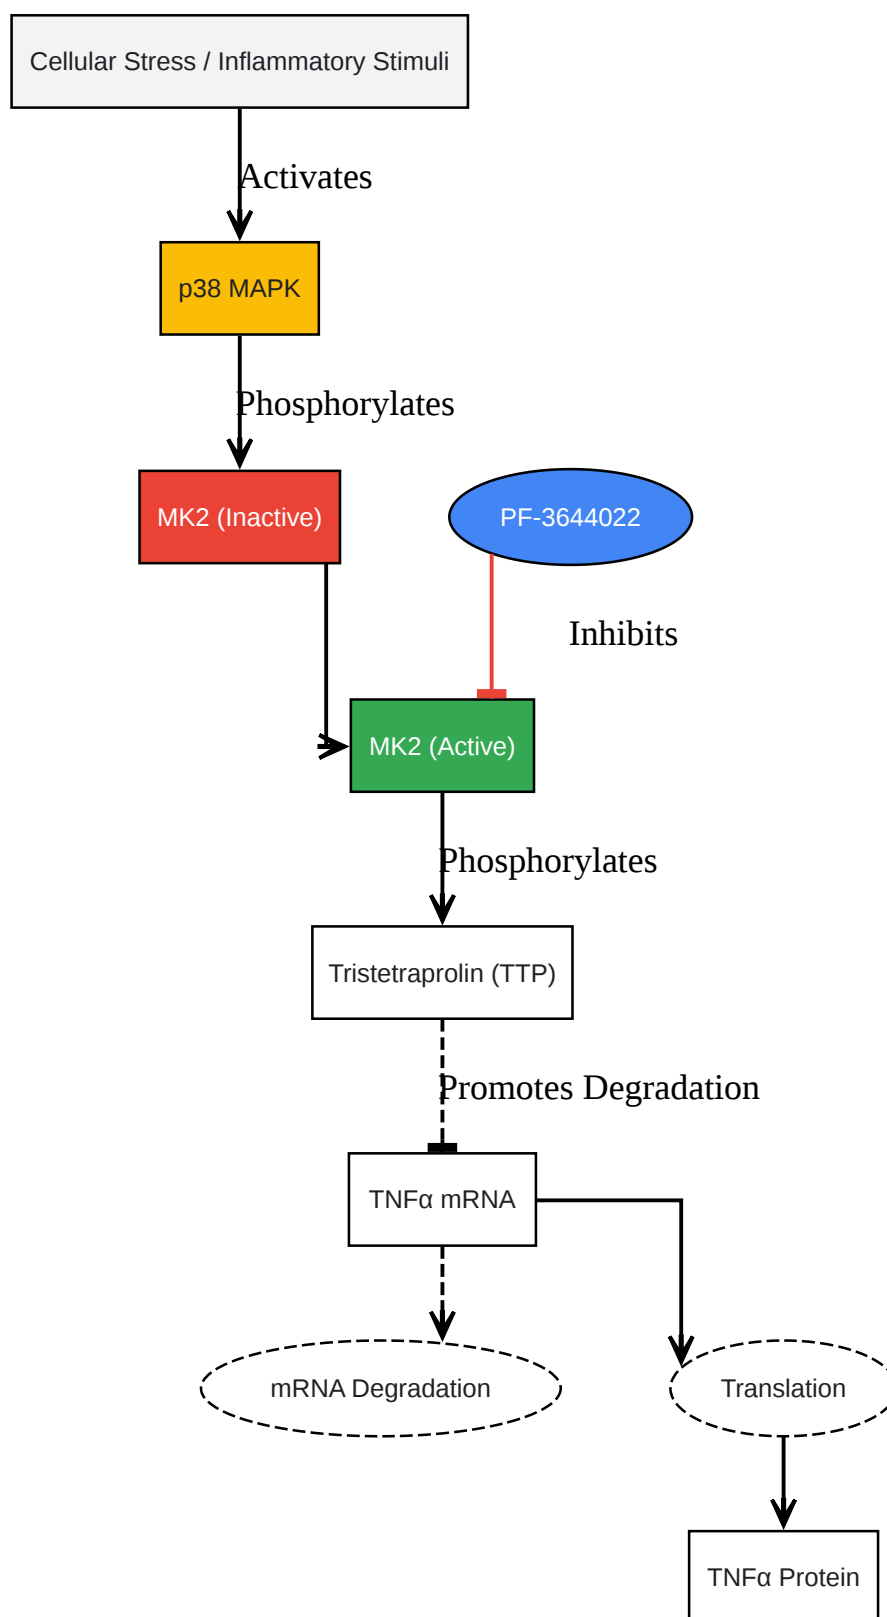 Cellular Stress / Inflammatory Stimuli
Activates
p38 MAPK
Phosphorylates
MK2 (Inactive)
PF-3644022
Inhibits
MK2 (Active)
Phosphorylates
Tristetraprolin (TTP)
Promotes Degradation
TNFα mRNA
mRNA Degradation
Translation
TNFα Protein